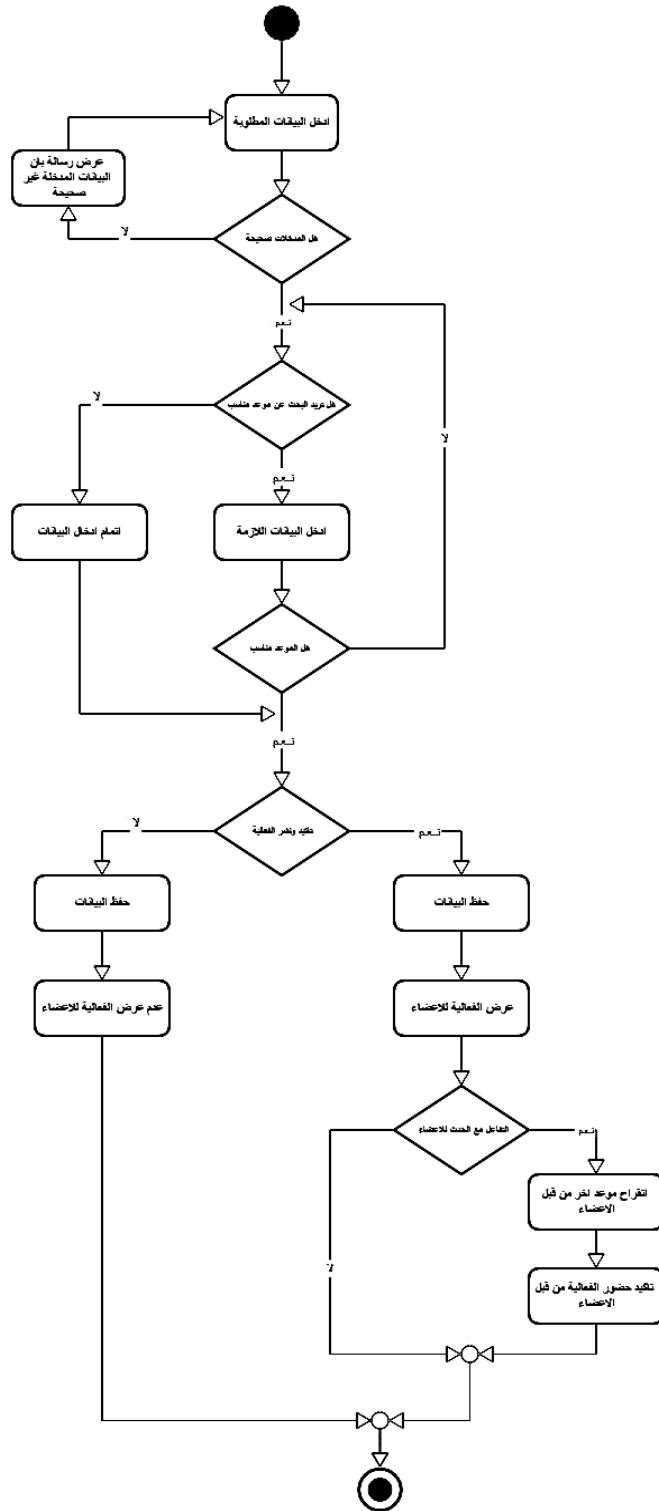 ادخل البيانات المطلوبة
عرض رسالة بان
البيانات المدخلة غير
صحيحة
هل المدخلات صحيحة
لا
نعم
هل تريد البحث عن موعد مناسب
لا
نعم
لا
اتمام ادخال البيانات
ادخل البيانات اللازمة
هل الموعد مناسب
نعم
تاكيد ونشر الفعالية
لا
نعم
حفظ البيانات
حفظ البيانات
عدم عرض الفعالية للاعضاء
عرض الفعالية للاعضاء
التفاعل مع الحدث للاعضاء
نعم
لا
اتقراح موعد اخر من قبل
الاعضاء
تاكيد حضور الفعالية من قبل
الاعضاء